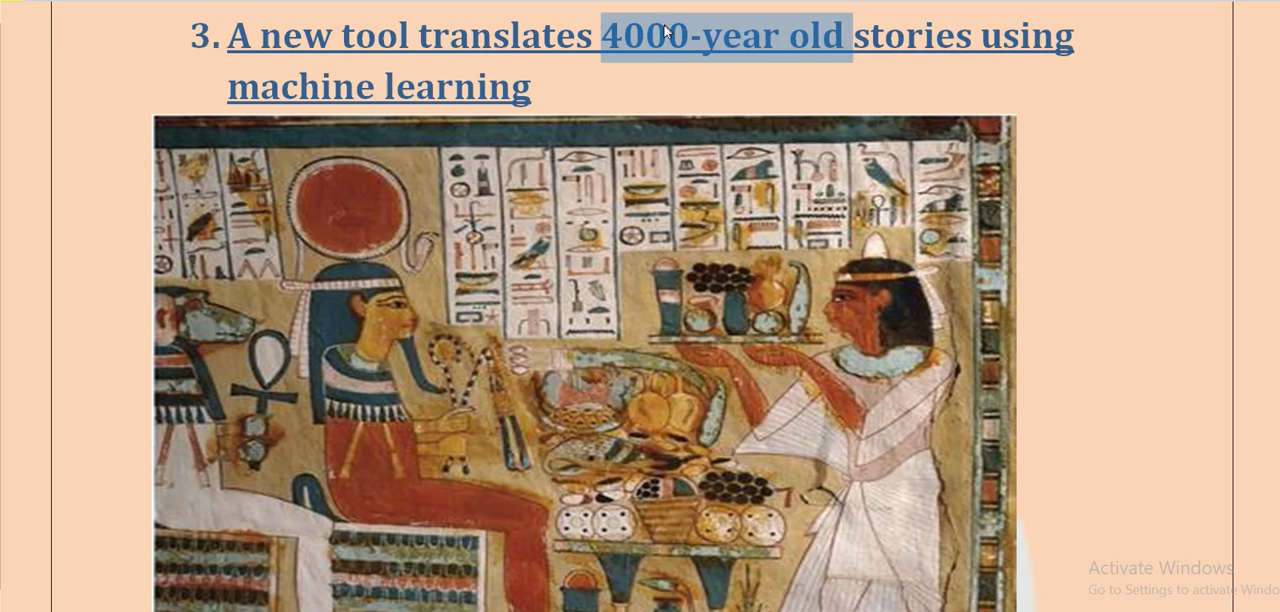 3. A new tool translates 4000-year old stories using
machine learning
Activate Windows
Go to Settings to activate Windo